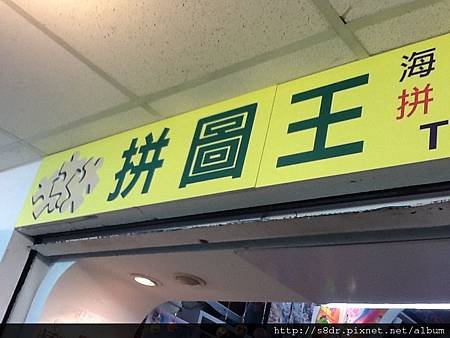 拼圖王
海
拼
T
http://s8dr.pixnet.net/album